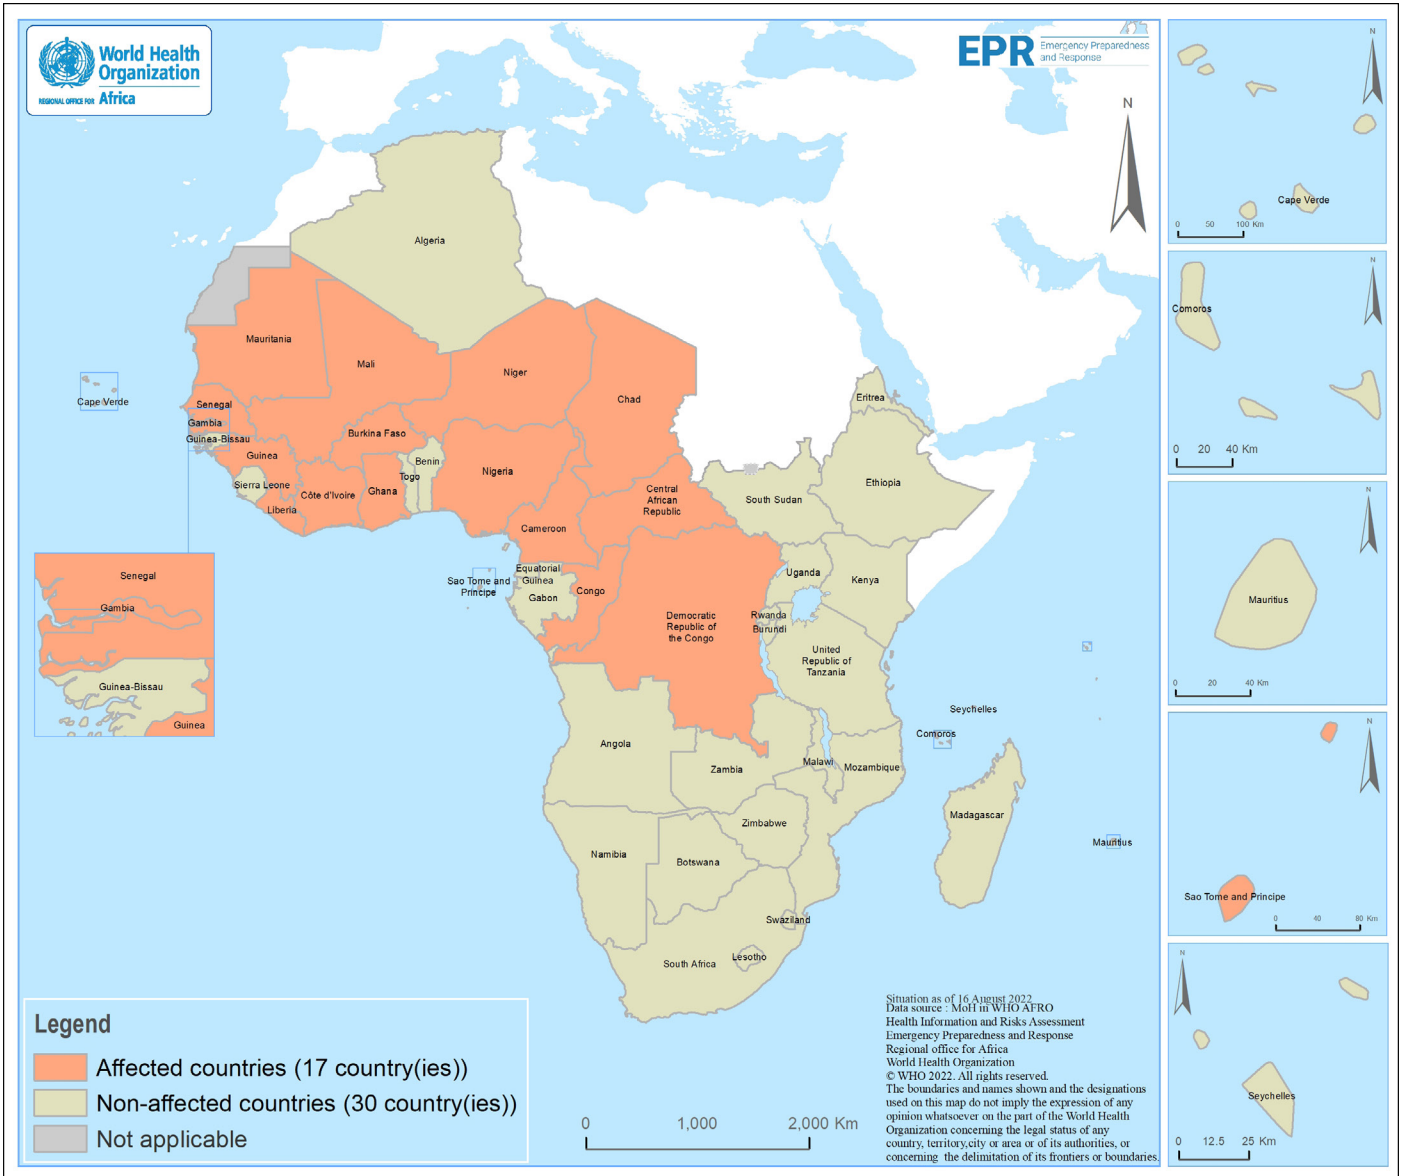 World Health
Organization
REGIONAL OFFICE FOR Africa
EPR
Emergency Preparedness
and Response
N
Algeria
Mauritania
Mali
Niger
Chad
Eritrea
Cape Verde
Senegal
Gambia
Guinea-Bissau
Guinea
Sierra Leone
Liberia
Côte d'Ivoire
Burkina Faso
Ghana
Togo
Benin
Nigeria
Cameroon
Central
African
Republic
South Sudan
Ethiopia
Equatorial
Guinea
Gabon
Congo
Sao Tome and
Principe
Democratic
Republic of
the Congo
Uganda
Kenya
Rwanda
Burundi
United
Republic of
Tanzania
Seychelles
Comoros
Angola
Zambia
Malawi
Mozambique
Madagascar
Mauritius
Zimbabwe
Namibia
Botswana
Swaziland
South Africa
Lesotho
Senegal
Gambia
Guinea-Bissau
Guinea
Legend
Affected countries (17 country(ies))
Non-affected countries (30 country(ies))
Not applicable
0 1,000 2,000 Km
Situation as of 16 August 2022
Data source : MoH in WHO AFRO
Health Information and Risks Assessment
Emergency Preparedness and Response
Regional office for Africa
World Health Organization
© WHO 2022. All rights reserved.
The boundaries and names shown and the designations
used on this map do not imply the expression of any
opinion whatsoever on the part of the World Health
Organization concerning the legal status of any
country, territory,city or area or of its authorities, or
concerning the delimitation of its frontiers or boundaries.
N
Cape Verde
0 50 100 Km
N
Comoros
0 20 40 Km
N
Mauritius
0 20 40 Km
N
Sao Tome and Principe
0 40 80 Km
N
Seychelles
0 12.5 25 Km